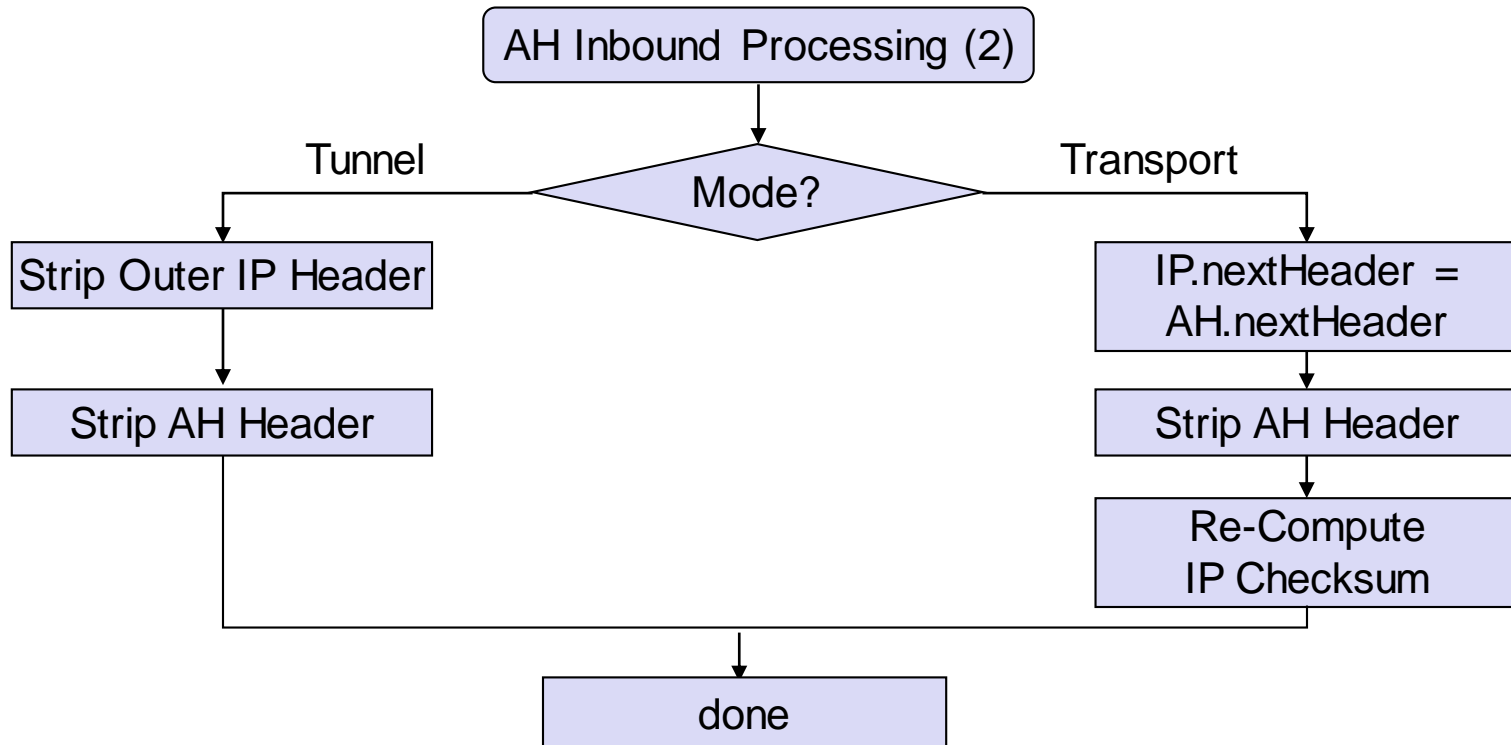 AH Inbound Processing (2)
Tunnel
Transport
Mode?
Strip Outer IP Header
IP.nextHeader =
AH.nextHeader
Strip AH Header
Strip AH Header
Re-Compute
IP Checksum
done